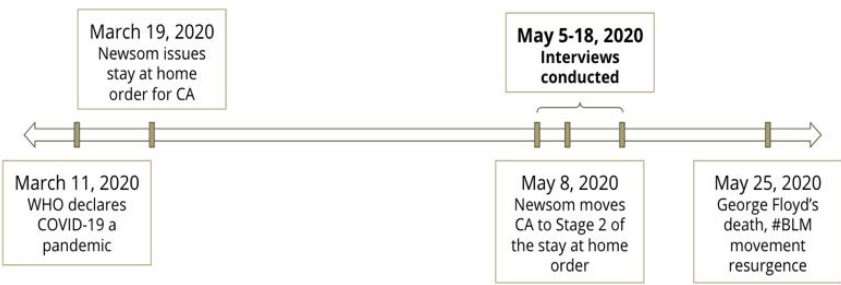 March 19, 2020
Newsom issues
stay at home
order for CA
May 5-18, 2020
Interviews
conducted
March 11, 2020
WHO declares
COVID-19 a
pandemic
May 8, 2020
Newsom moves
CA to Stage 2 of
the stay at home
order
May 25, 2020
George Floyd's
death, #BLM
movement
resurgence